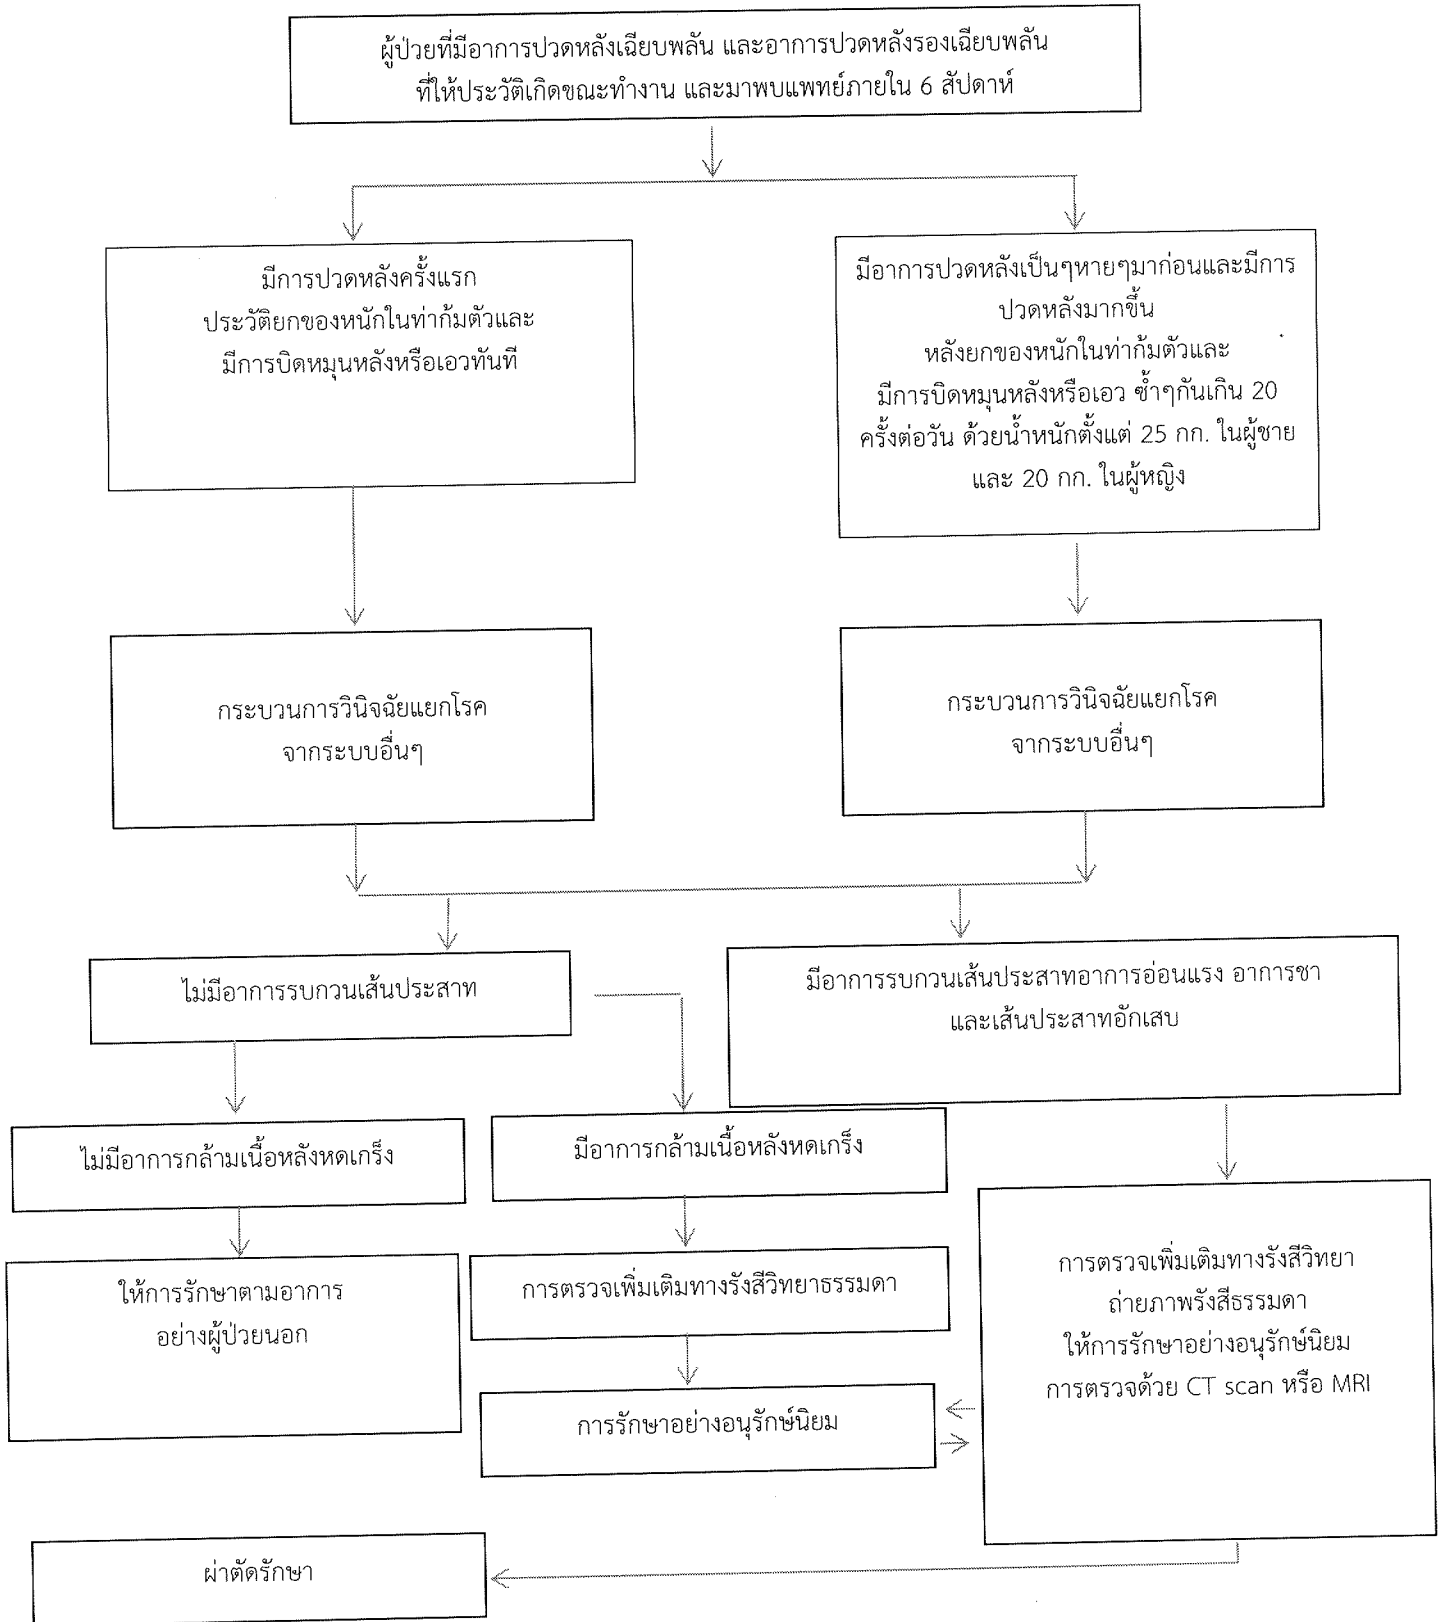 ผู้ป่วยที่มีอาการปวดหลังเฉียบพลัน และอาการปวดหลังรองเฉียบพลัน
ที่ให้ประวัติเกิดขณะทำงาน และมาพบแพทย์ภายใน 6 สัปดาห์
มีการปวดหลังครั้งแรก
ประวัติยกของหนักในท่าก้มตัวและ
มีการบิดหมุนหลังหรือเอวทันที
มีอาการปวดหลังเป็นๆหายๆมาก่อนและมีการ
ปวดหลังมากขึ้น
หลังยกของหนักในท่าก้มตัวและ
มีการบิดหมุนหลังหรือเอว ซ้ำๆกันเกิน 20
ครั้งต่อวัน ด้วยน้ำหนักตั้งแต่ 25 กก. ในผู้ชาย
และ 20 กก. ในผู้หญิง
กระบวนการวินิจฉัยแยกโรค
จากระบบอื่นๆ
กระบวนการวินิจฉัยแยกโรค
จากระบบอื่นๆ
ไม่มีอาการรบกวนเส้นประสาท
มีอาการรบกวนเส้นประสาทอาการอ่อนแรง อาการชา
และเส้นประสาทอักเสบ
ไม่มีอาการกล้ามเนื้อหลังหดเกร็ง
มีอาการกล้ามเนื้อหลังหดเกร็ง
ให้การรักษาตามอาการ
อย่างผู้ป่วยนอก
การตรวจเพิ่มเติมทางรังสีวิทยาธรรมดา
การรักษาอย่างอนุรักษ์นิยม
การตรวจเพิ่มเติมทางรังสีวิทยา
ถ่ายภาพรังสีธรรมดา
ให้การรักษาอย่างอนุรักษ์นิยม
การตรวจด้วย CT scan หรือ MRI
ผ่าตัดรักษา